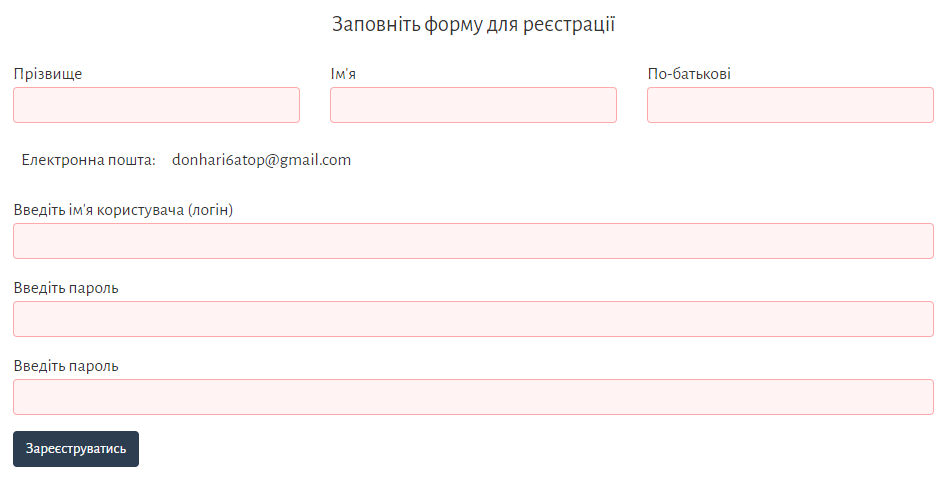 Заповніть форму для реєстрації
Прізвище Ім'я По-батькові
Електронна пошта: donhari6atop@gmail.com
Введіть ім'я користувача (логін)
Введіть пароль
Введіть пароль
Зареєструватись